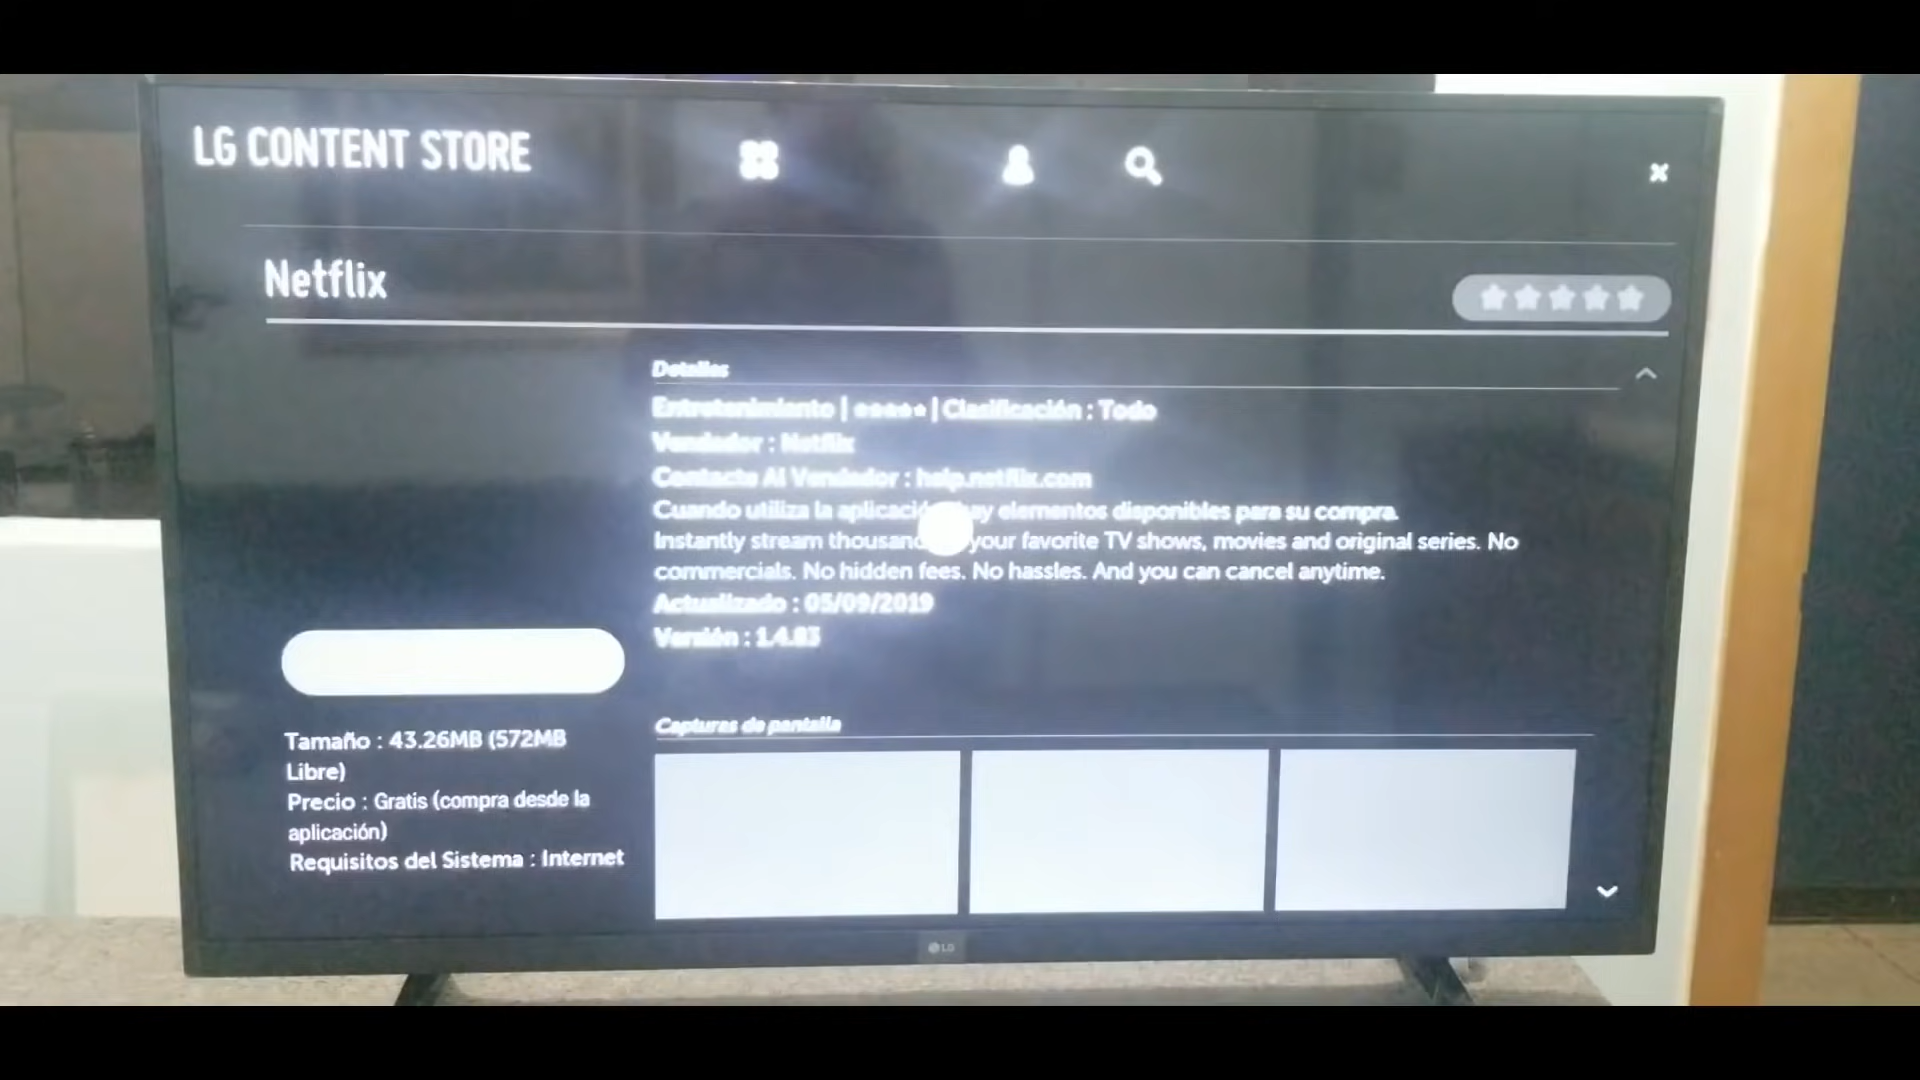 LG CONTENT STORE
Netflix
Detalles
Entretenimiento | ★★★★★ | Clasificación : Todo
Vendedor : Netflix
Contacte Al Vendedor : help.netflix.com
Cuando utiliza la aplicación hay elementos disponibles para su compra.
Instantly stream thousands your favorite TV shows, movies and original series. No
commercials. No hidden fees. No hassles. And you can cancel anytime.
Actualizado : 05/09/2019
Versión : 1.4.83
Tamaño : 43.26MB (572MB
Libre)
Precio : Gratis (compra desde la
aplicación)
Requisitos del Sistema : Internet
Capturas de pantalla
LG